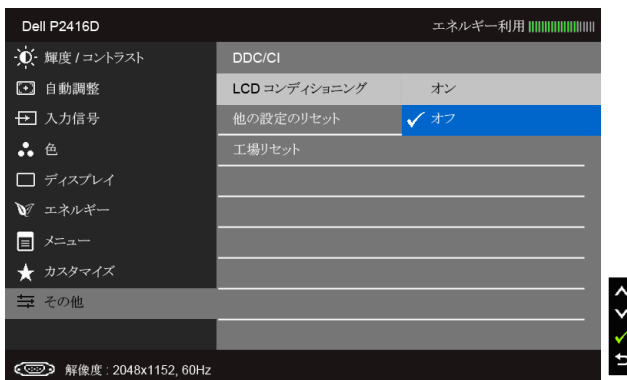 Dell P2416D
エネルギー利用
輝度 / コントラスト
自動調整
入力信号
色
ディスプレイ
エネルギー
メニュー
カスタマイズ
その他
DDC/CI
LCD コンディショニング
オン
他の設定のリセット
オフ
工場リセット
解像度 : 2048x1152, 60Hz